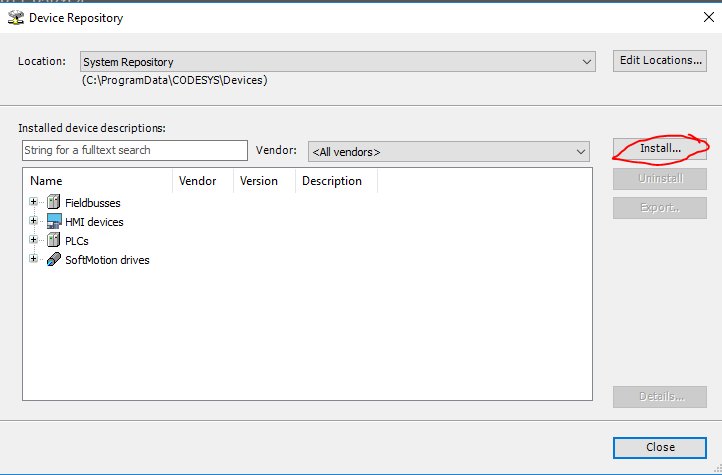 Device Repository
Location: System Repository Edit Locations...
(C:\ProgramData\CODESYS\Devices)
Installed device descriptions:
String for a fulltext search Vendor: <All vendors> Install...
Uninstall
Export..
Name Vendor Version Description
Fieldbusses
HMI devices
PLCs
SoftMotion drives
Details...
Close